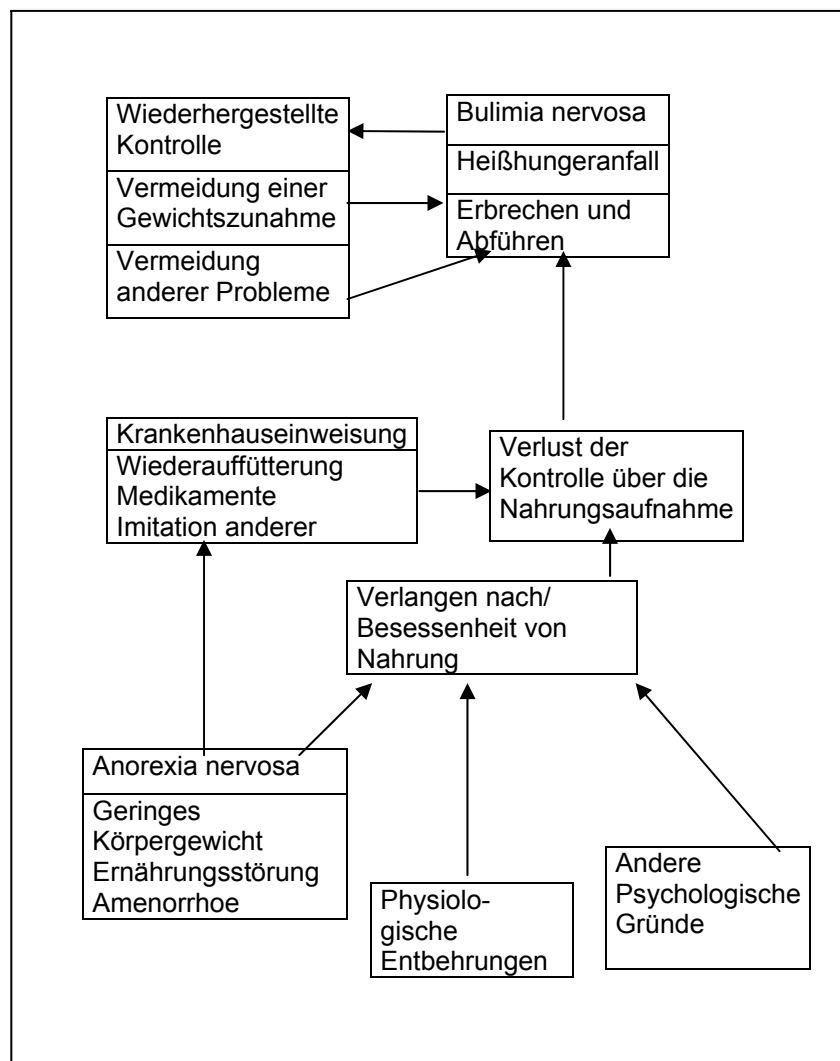 Wiederhergestellte
Kontrolle
Vermeidung einer
Gewichtszunahme
Vermeidung
anderer Probleme
Bulimia nervosa
Heißhungeranfall
Erbrechen und
Abführen
Krankenhauseinweisung
Wiederauffütterung
Medikamente
Imitation anderer
Verlust der
Kontrolle über die
Nahrungsaufnahme
Verlangen nach/
Besessenheit von
Nahrung
Anorexia nervosa
Geringes
Körpergewicht
Ernährungsstörung
Amenorrhoe
Physiolo-
gische
Entbehrungen
Andere
Psychologische
Gründe